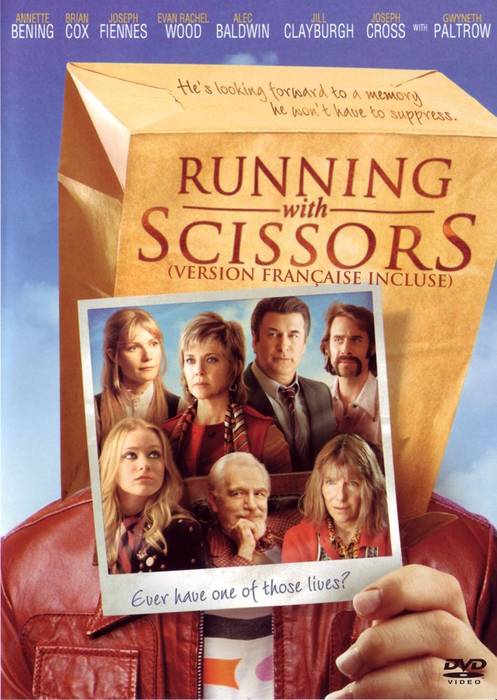 ANNETTE BENING BRIAN COX JOSEPH FIENNES EVAN RACHEL WOOD ALEC BALDWIN JILL CLAYBURGH JOSEPH CROSS WITH GWYNETH PALTROW
He's looking forward to a memory
he won't have to suppress.
RUNNING
with
SCISSORS
(VERSION FRANÇAISE INCLUSE)
Ever have one of those lives?
DVD
VIDEO